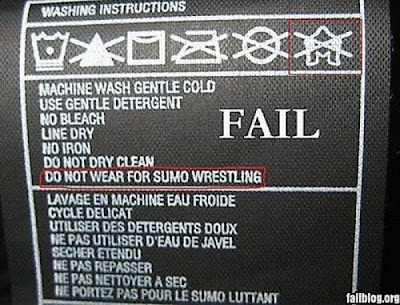 WASHING INSTRUCTIONS
MACHINE WASH GENTLE COLD
USE GENTLE DETERGENT
NO BLEACH
LINE DRY
NO IRON
DO NOT DRY CLEAN
DO NOT WEAR FOR SUMO WRESTLING
FAIL
LAVAGE EN MACHINE EAU FROIDE
CYCLE DELICAT
UTILISER DES DETERGENTS DOUX
NE PAS UTILISER D'EAU DE JAVEL
SECHER ETENDU
NE PAS REPASSER
NE PAS NETTOYER A SEC
NE PORTEZ PAS POUR LE SUMO LUTTANT
failblog.org